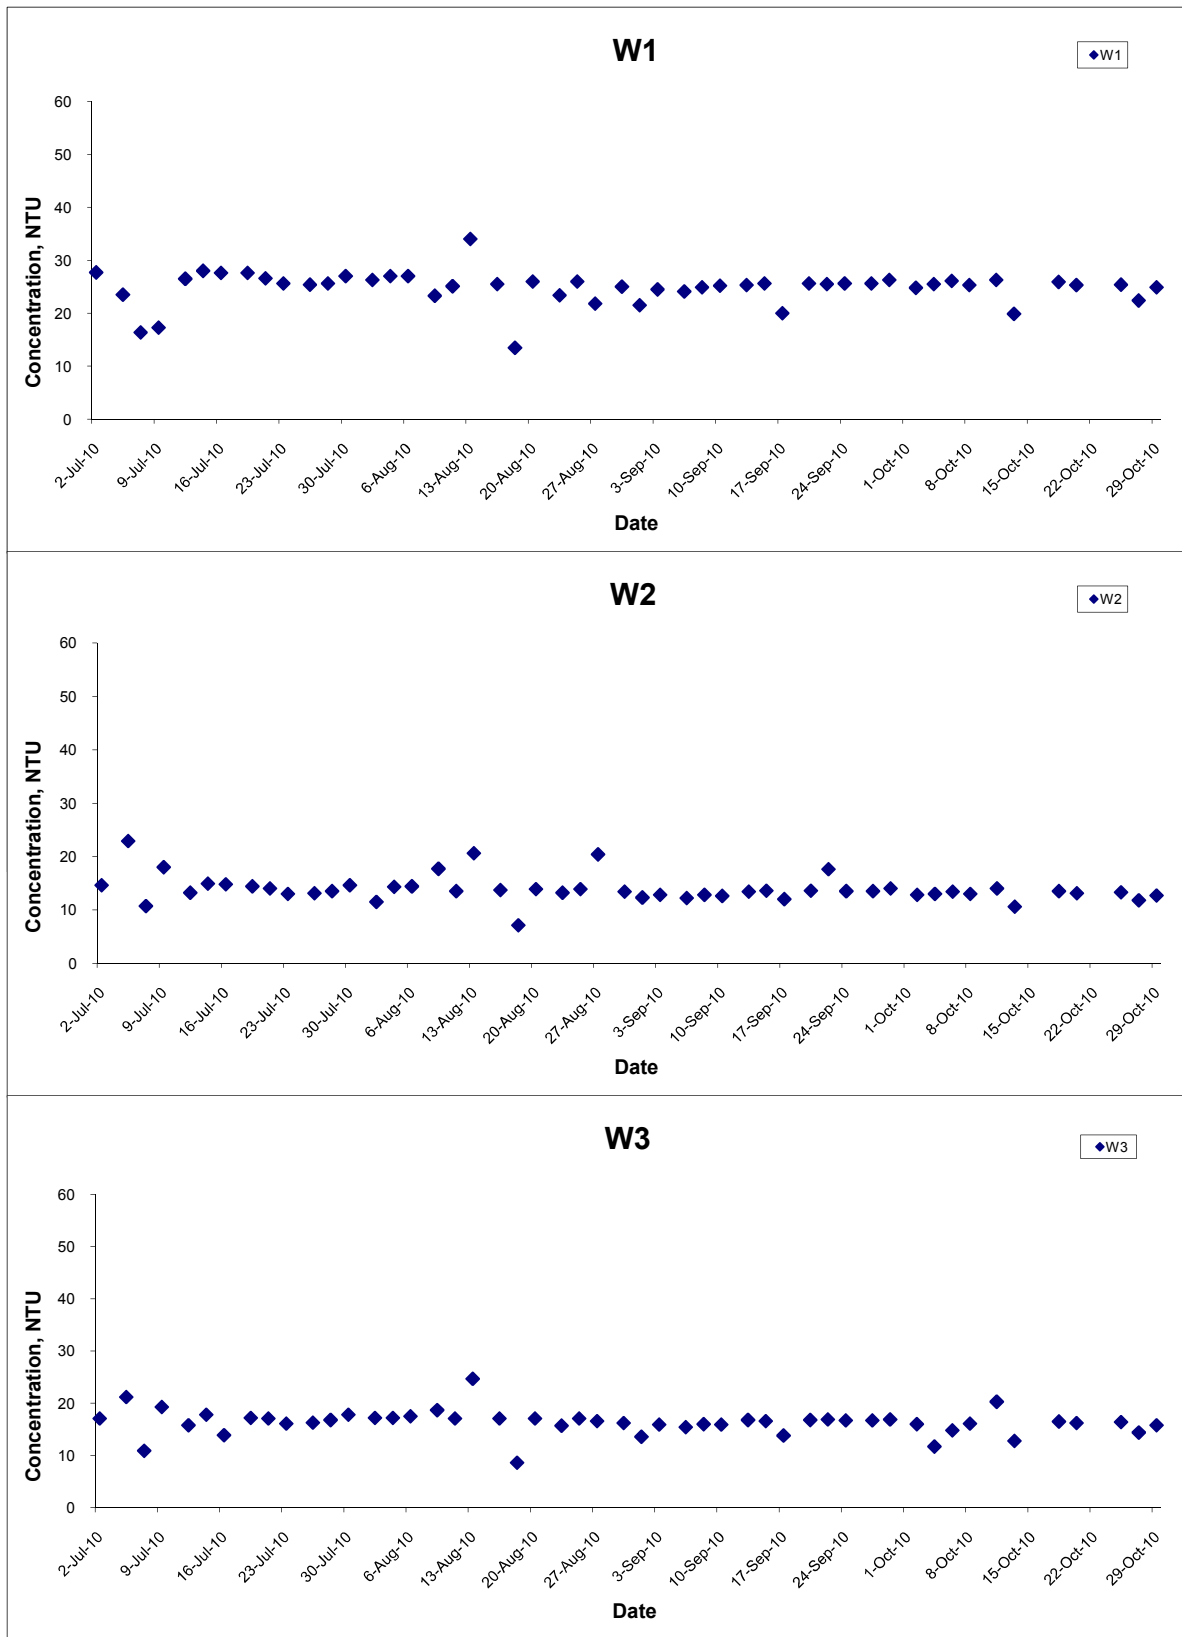 W1
W1
60
50
40
30
20
10
0
Concentration, NTU
2-Jul-10 9-Jul-10 16-Jul-10 23-Jul-10 30-Jul-10 6-Aug-10 13-Aug-10 20-Aug-10 27-Aug-10 3-Sep-10 10-Sep-10 17-Sep-10 24-Sep-10 1-Oct-10 8-Oct-10 15-Oct-10 22-Oct-10 29-Oct-10
Date
W2
W2
60
50
40
30
20
10
0
Concentration, NTU
2-Jul-10 9-Jul-10 16-Jul-10 23-Jul-10 30-Jul-10 6-Aug-10 13-Aug-10 20-Aug-10 27-Aug-10 3-Sep-10 10-Sep-10 17-Sep-10 24-Sep-10 1-Oct-10 8-Oct-10 15-Oct-10 22-Oct-10 29-Oct-10
Date
W3
W3
60
50
40
30
20
10
0
Concentration, NTU
2-Jul-10 9-Jul-10 16-Jul-10 23-Jul-10 30-Jul-10 6-Aug-10 13-Aug-10 20-Aug-10 27-Aug-10 3-Sep-10 10-Sep-10 17-Sep-10 24-Sep-10 1-Oct-10 8-Oct-10 15-Oct-10 22-Oct-10 29-Oct-10
Date